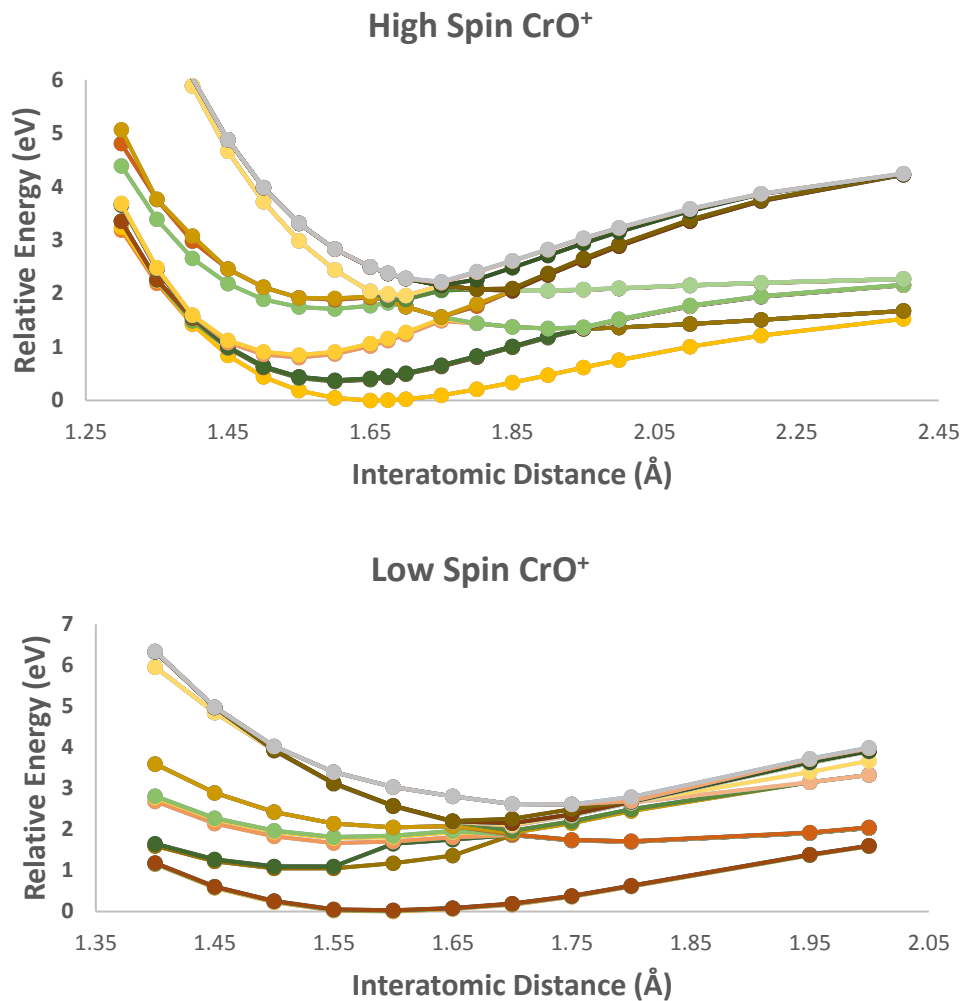 High Spin CrO⁺
6
5
4
3
2
1
0
Relative Energy (eV)
1.25 1.45 1.65 1.85 2.05 2.25 2.45
Interatomic Distance (Å)
Low Spin CrO⁺
7
6
5
4
3
2
1
0
Relative Energy (eV)
1.35 1.45 1.55 1.65 1.75 1.85 1.95 2.05
Interatomic Distance (Å)